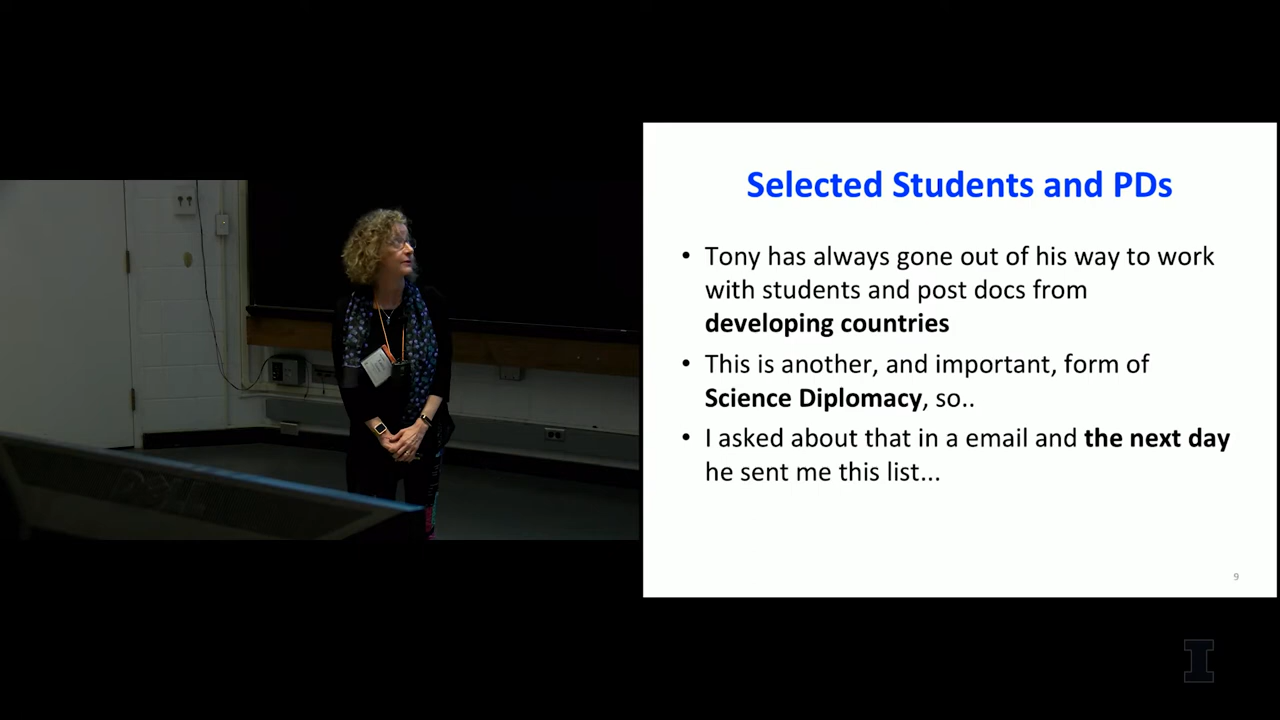 Selected Students and PDs
• Tony has always gone out of his way to work
with students and post docs from
developing countries
• This is another, and important, form of
Science Diplomacy, so..
• I asked about that in a email and the next day
he sent me this list...
9